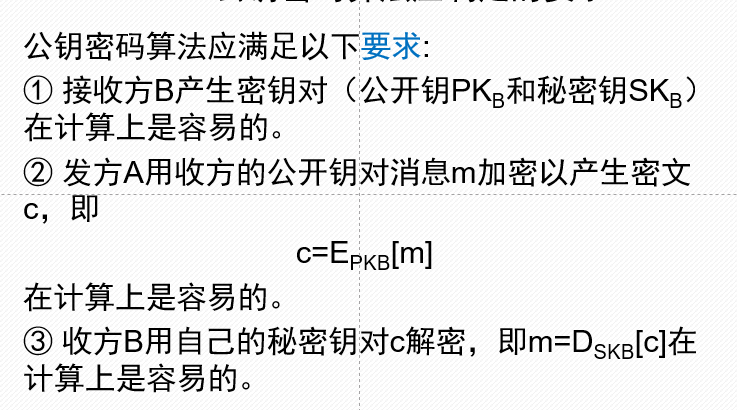 公钥密码算法应满足以下要求:
① 接收方B产生密钥对（公开钥PKB和秘密钥SKB）
在计算上是容易的。
② 发方A用收方的公开钥对消息m加密以产生密文
c，即
c=EPKB[m]
在计算上是容易的。
③ 收方B用自己的秘密钥对c解密，即m=DSKB[c]在
计算上是容易的。